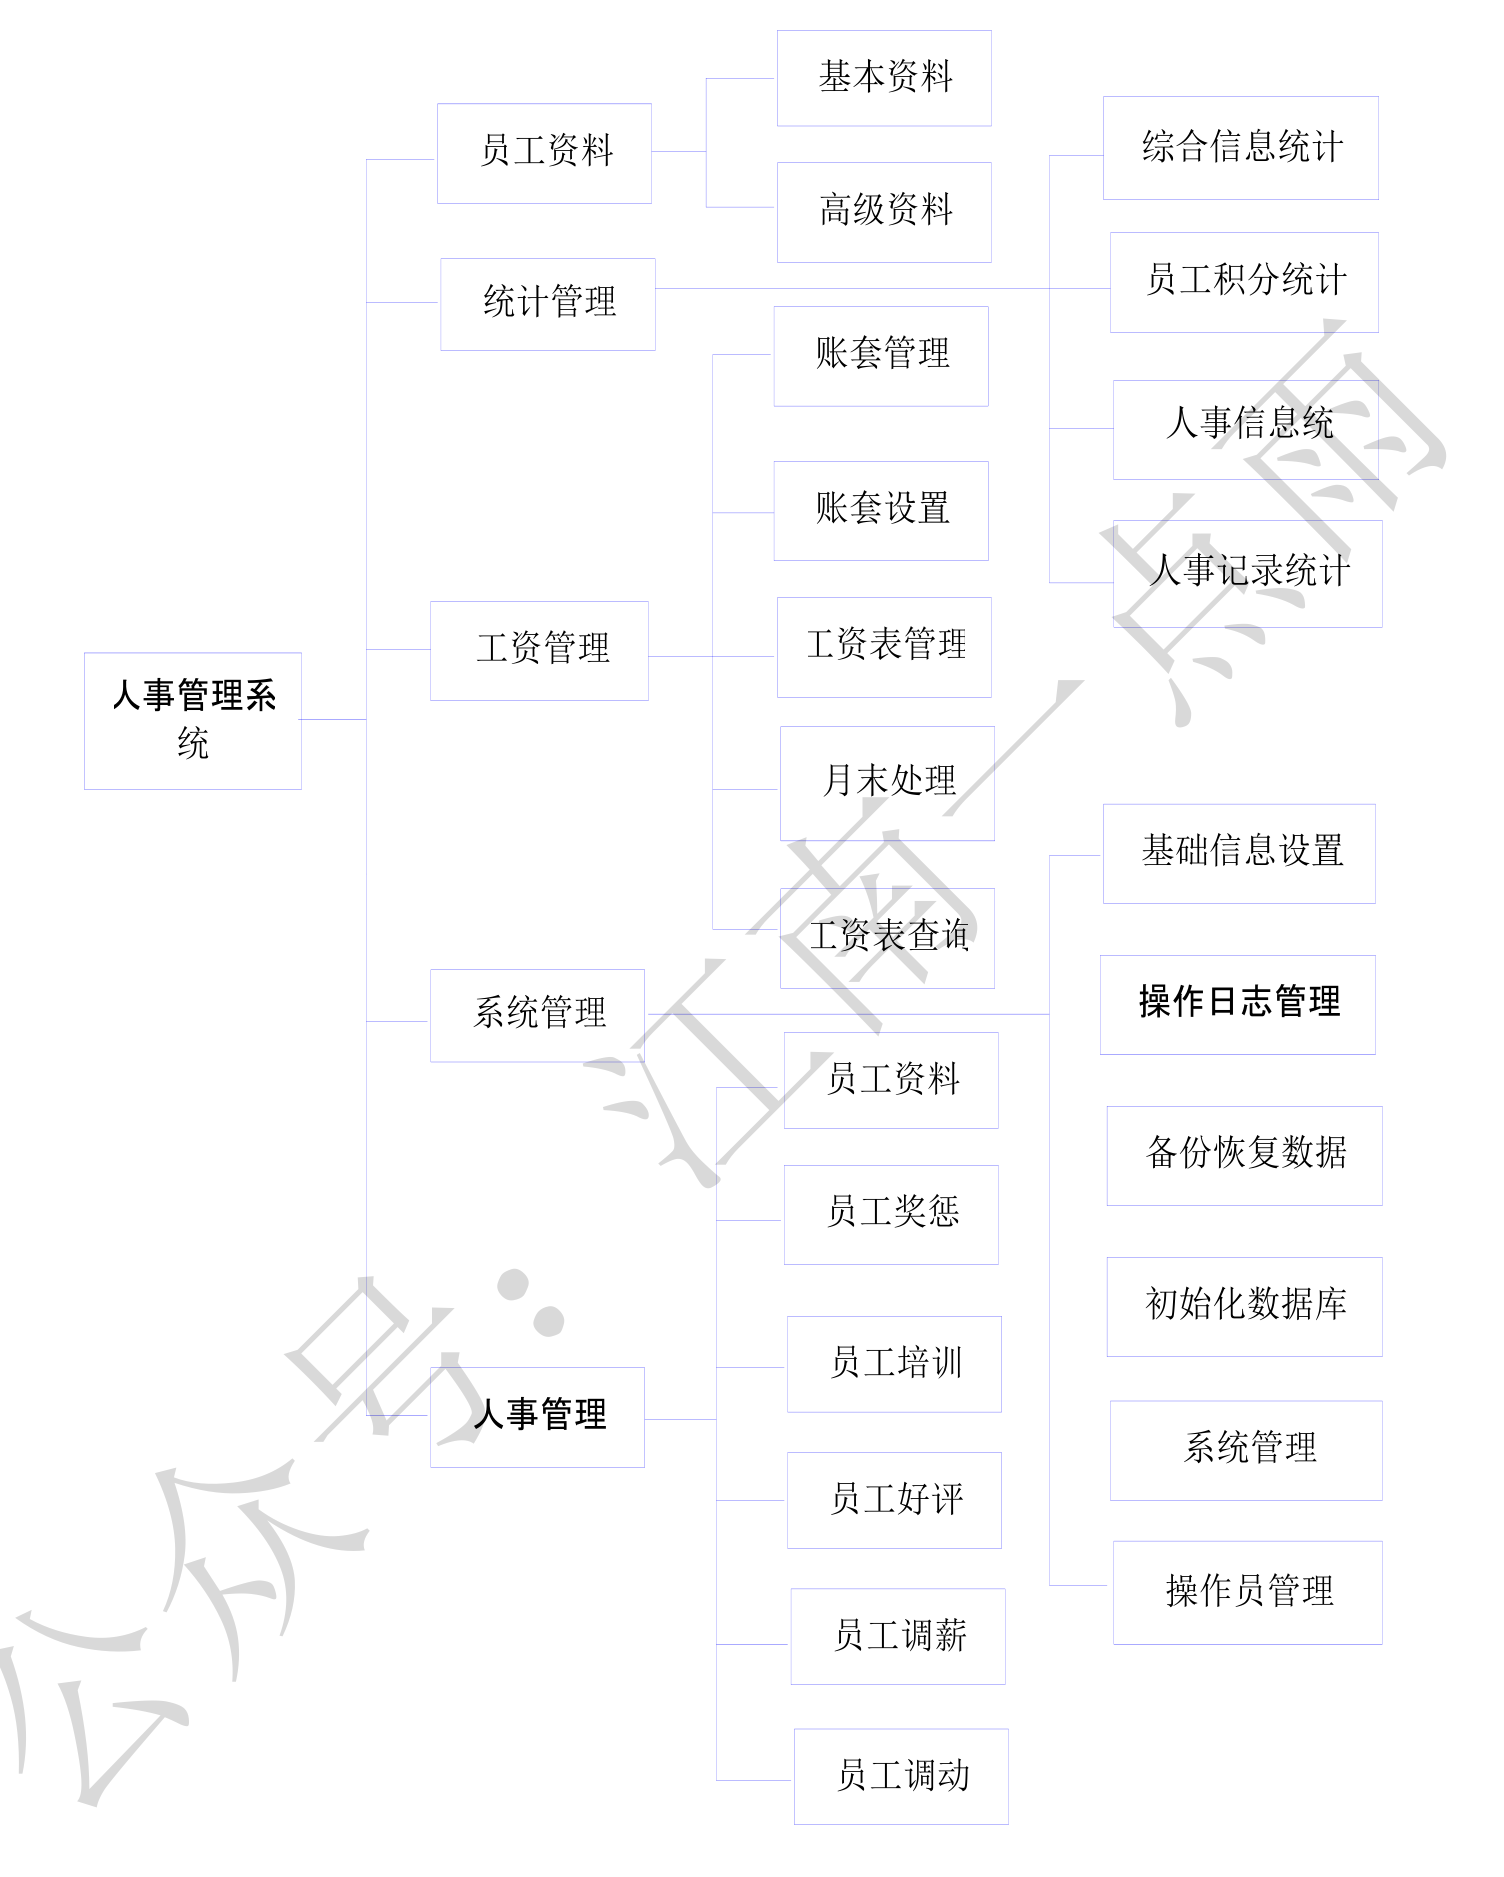 人事管理系
统
员工资料
基本资料
高级资料
统计管理
综合信息统计
员工积分统计
人事信息统
人事记录统计
工资管理
账套管理
账套设置
工资表管理
月末处理
工资表查询
系统管理
基础信息设置
操作日志管理
备份恢复数据
初始化数据库
系统管理
操作员管理
人事管理
员工资料
员工奖惩
员工培训
员工好评
员工调薪
员工调动
公众号：江南一点雨